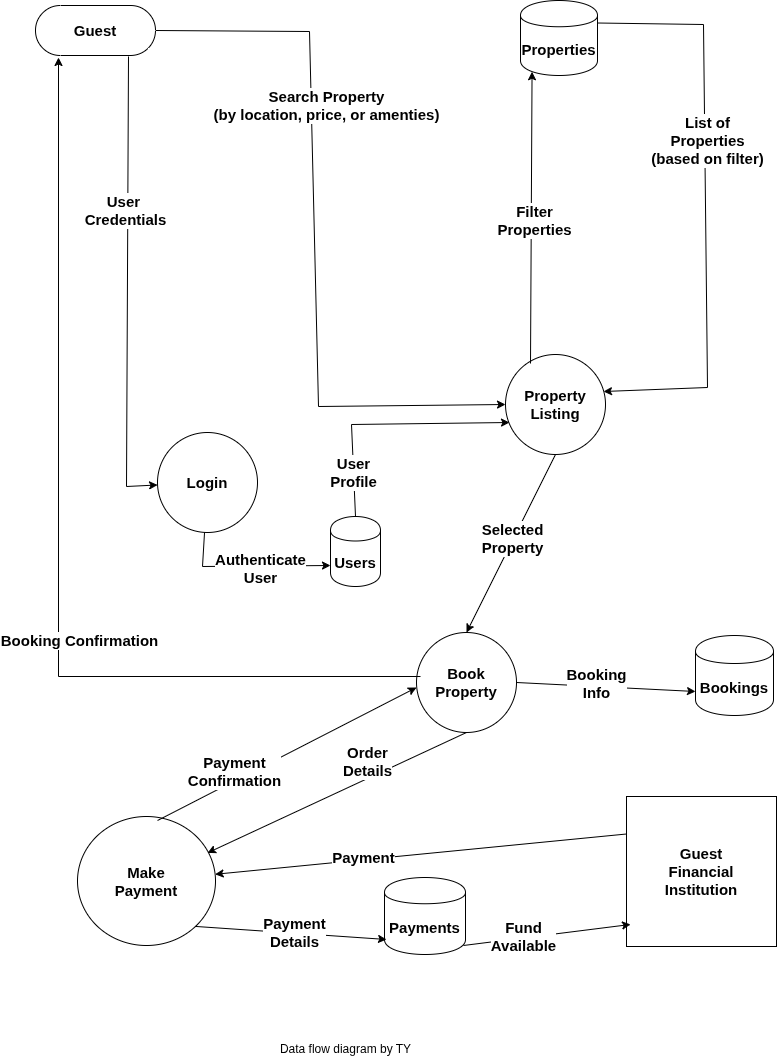 Guest
Properties
Search Property
(by location, price, or amenties)
List of
Properties
(based on filter)
User
Credentials
Filter
Properties
Property
Listing
User
Profile
Login
Authenticate
User
Users
Selected
Property
Booking Confirmation
Book
Property
Booking
Info
Bookings
Payment
Confirmation
Order
Details
Make
Payment
Payment
Guest
Financial
Institution
Payment
Details
Payments
Fund
Available
Data flow diagram by TY